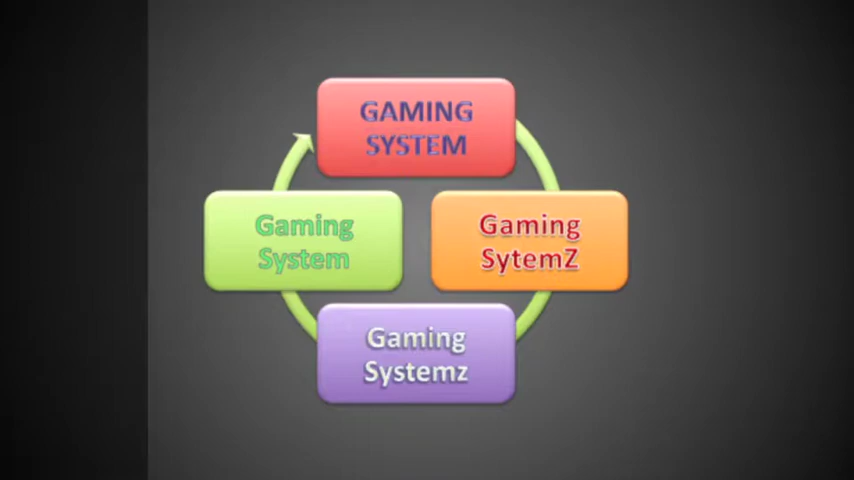 GAMING
SYSTEM
Gaming
System
Gaming
SytemZ
Gaming
Systemz